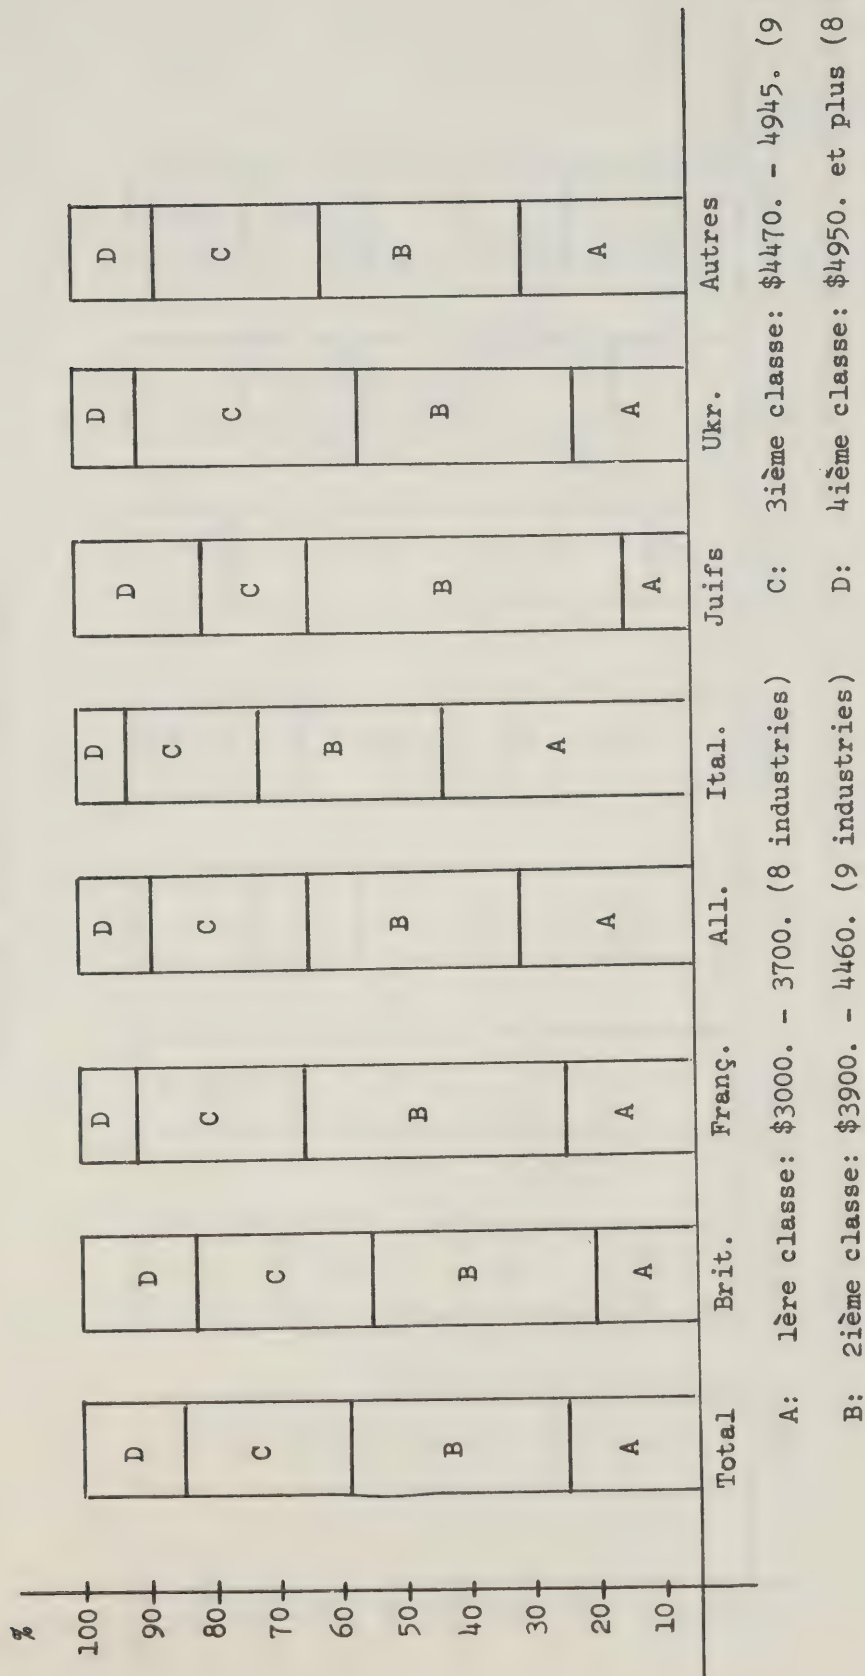 %
100
90
80
70
60
50
40
30
20
10
D D D D D D D D
C C C C C C C C
B B B B B B B B
A A A A A A A A
Total Brit. Franç. All. Ital. Juifs Ukr. Autres
A: 1ère classe: $3000. - 3700. (8 industries) C: 3ième classe: $4470. - 4945. (9
B: 2ième classe: $3900. - 4460. (9 industries) D: 4ième classe: $4950. et plus (8